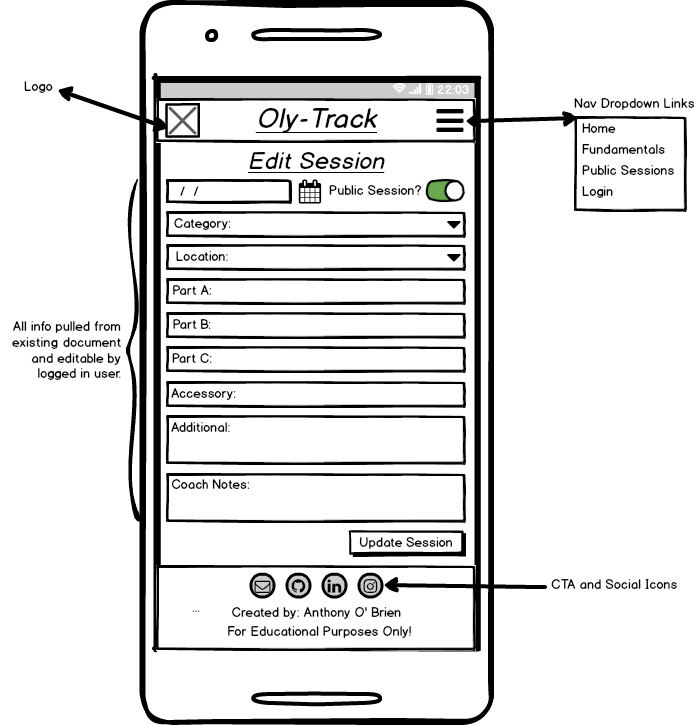 22:03
Logo
Nav Dropdown Links
Oly-Track
Home
Fundamentals
Public Sessions
Login
Edit Session
/ /
Public Session?
Category:
Location:
Part A:
Part B:
Part C:
All info pulled from
existing document
and editable by
logged in user.
Accessory:
Additional:
Coach Notes:
Update Session
in
CTA and Social Icons
...
Created by: Anthony O' Brien
For Educational Purposes Only!